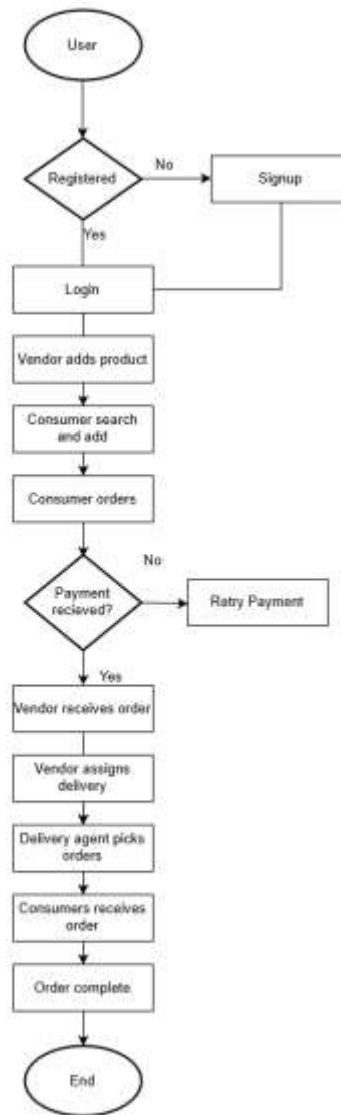 User
Registered
No
Signup
Yes
Login
Vendor adds product
Consumer search
and add
Consumer orders
No
Payment
recieved?
Retry Payment
Yes
Vendor receives order
Vendor assigns
delivery
Delivery agent picks
orders
Consumers receives
order
Order complete
End